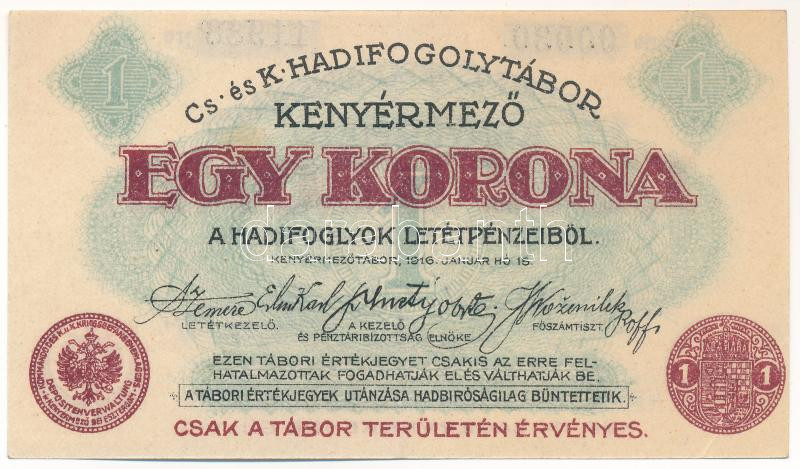 1 1
Cs. és K. HADIFOGOLYTÁBOR
KENYÉRMEZŐ
EGY KORONA
1
A HADIFOGLYOK LETÉTPÉNZEIBŐL.
KENYÉRMEZŐTÁBOR, 1916. JANUÁR HÓ 15.
LETÉTKEZELŐ. A KEZELŐ FŐSZÁMTISZT.
ÉS PÉNZTÁRIBIZOTTSÁG ELNÖKE
EZEN TÁBORI ÉRTÉKJEGYET CSAKIS AZ ERRE FEL-
HATALMAZOTTAK FOGADHATJÁK EL ÉS VÁLTHATJÁK BE.
A TÁBORI ÉRTÉKJEGYEK UTÁNZÁSA HADBIRÓSÁGILAG BÜNTETTETIK.
CSAK A TÁBOR TERÜLETÉN ÉRVÉNYES.
DEPOSITENVERWALTUNG
1 1